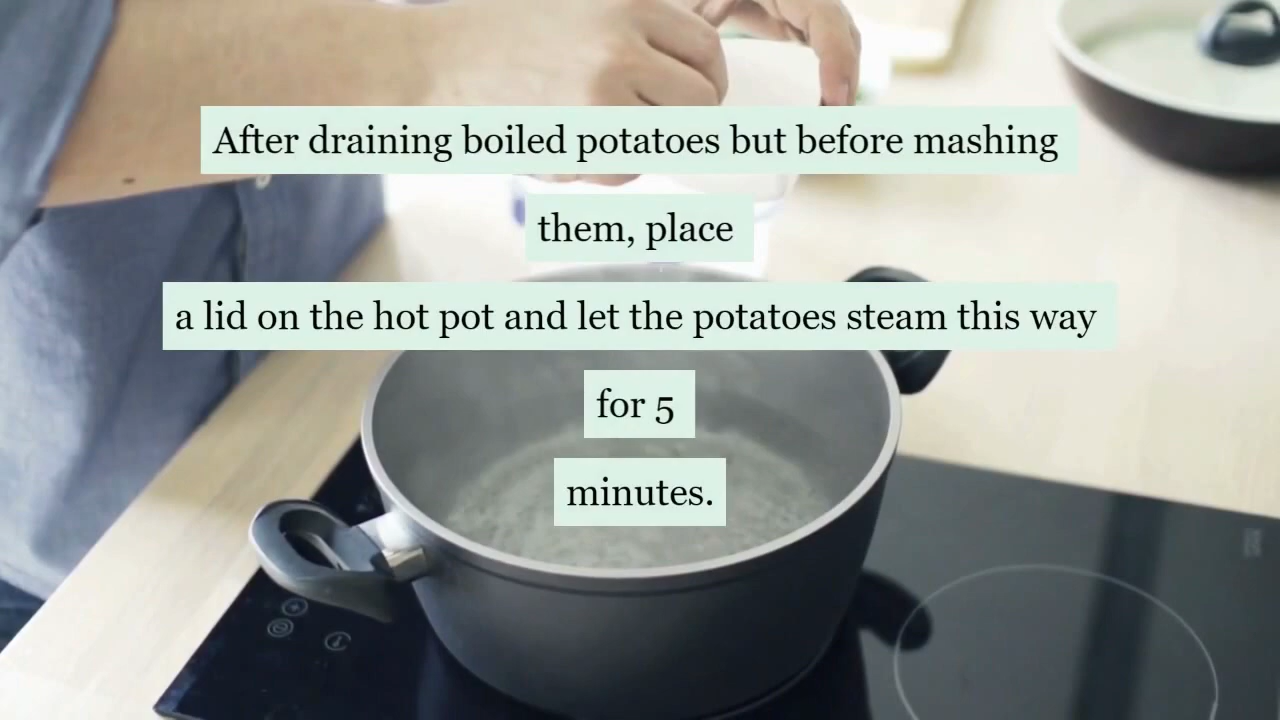 After draining boiled potatoes but before mashing
them, place
a lid on the hot pot and let the potatoes steam this way
for 5
minutes.